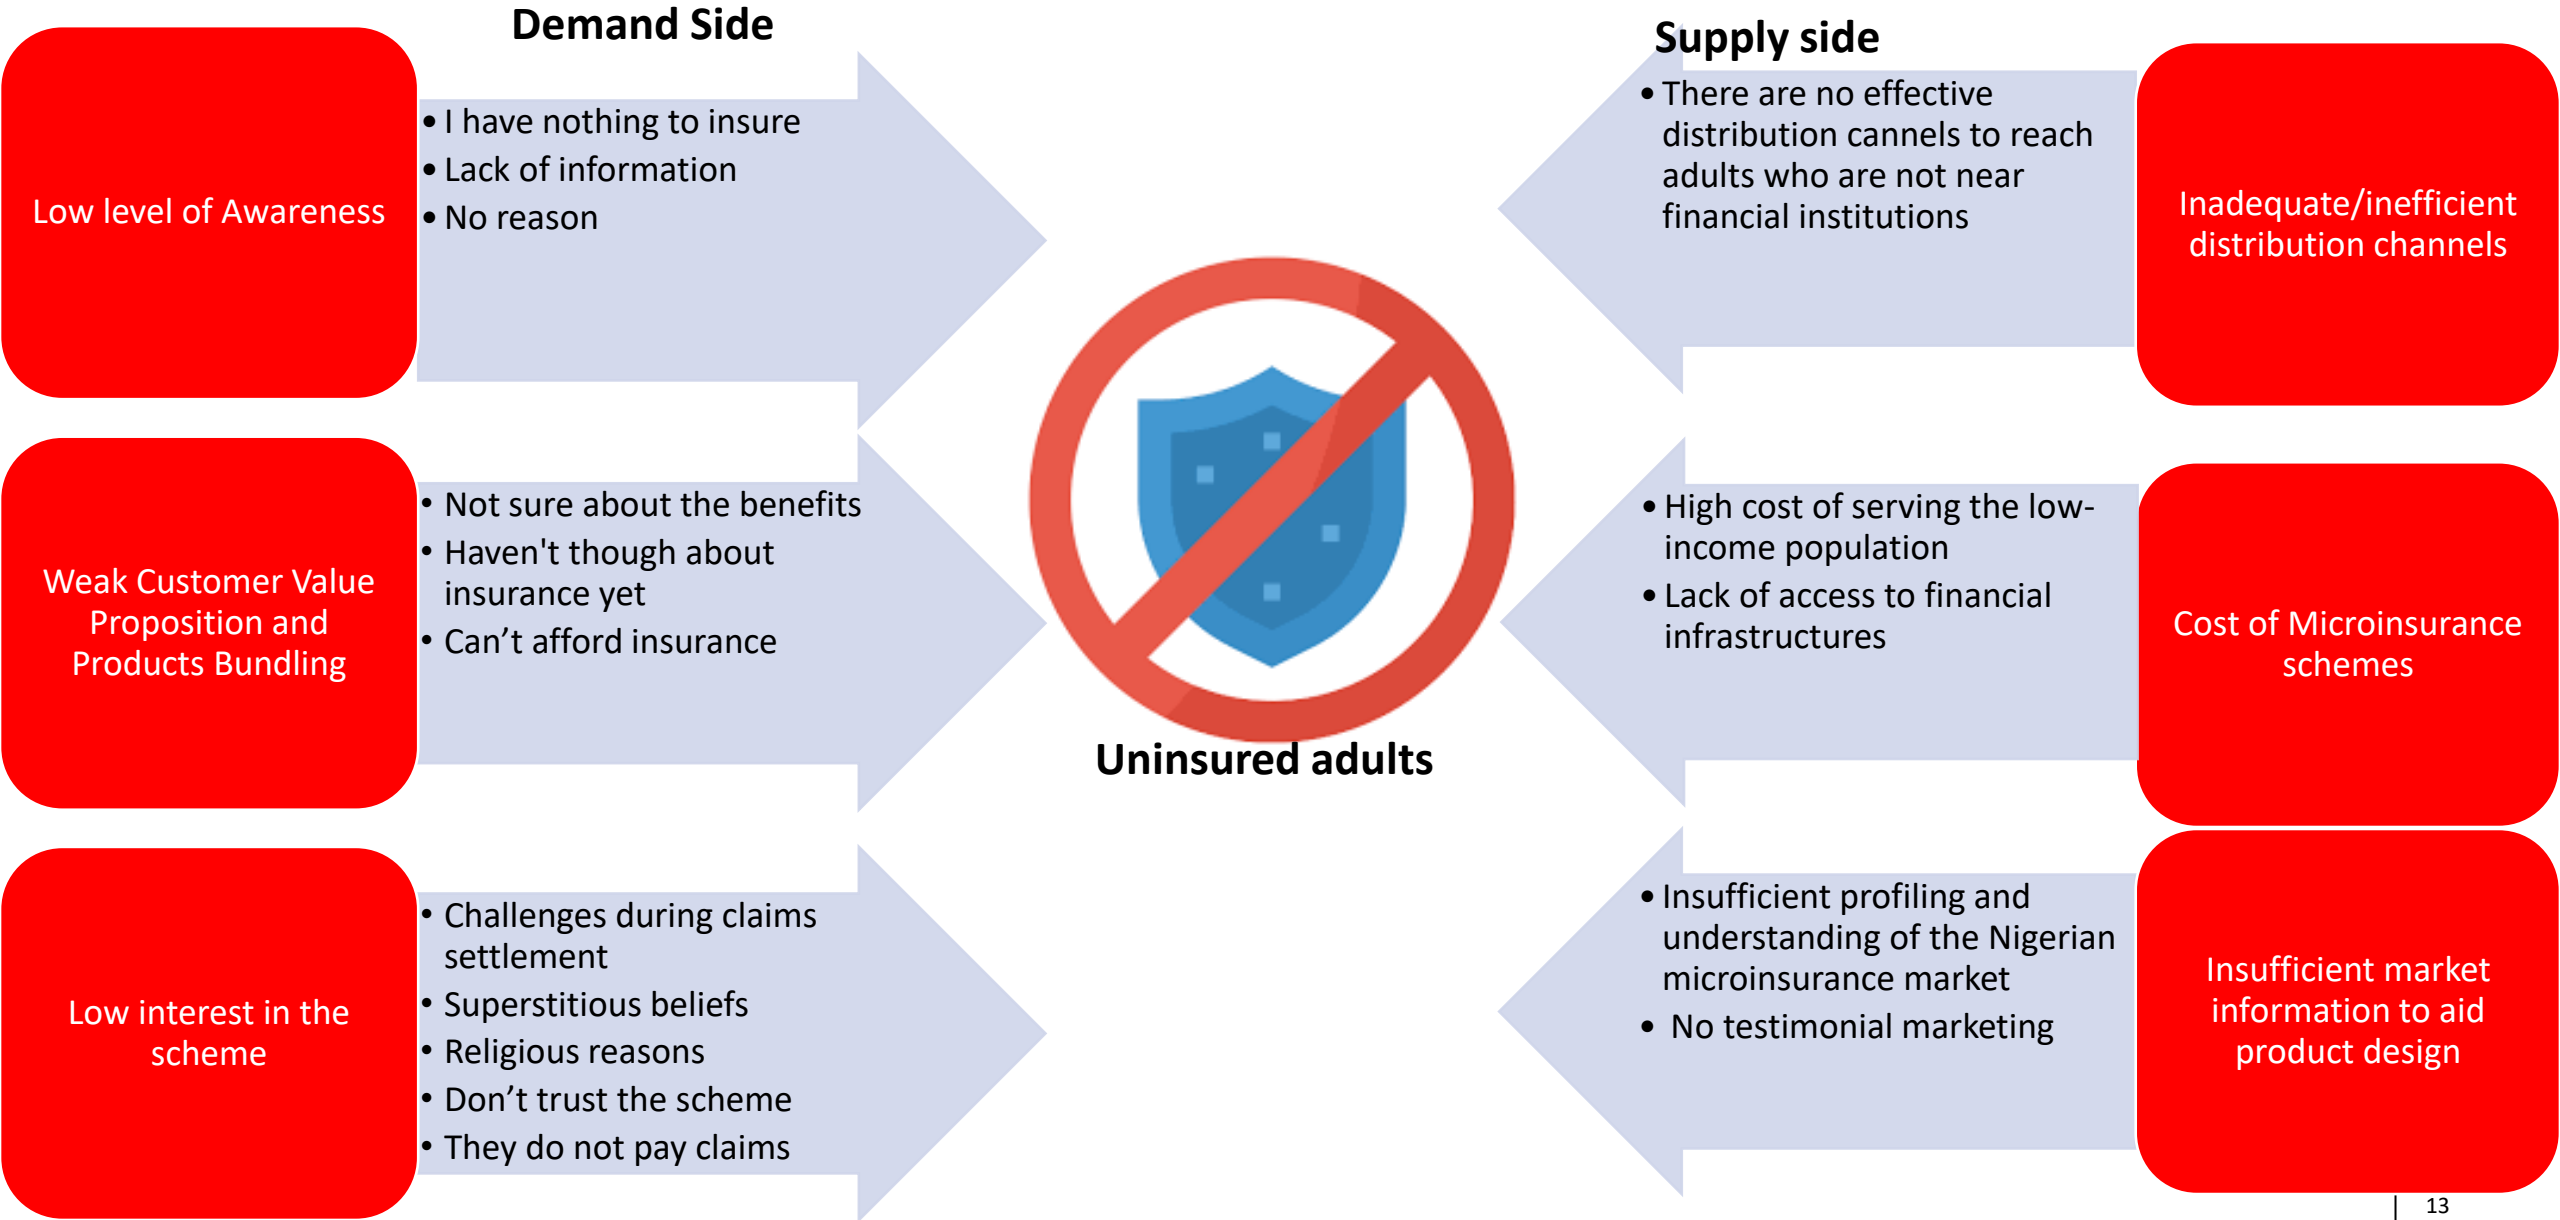 Demand Side
Low level of Awareness
• I have nothing to insure
• Lack of information
• No reason
Weak Customer Value
Proposition and
Products Bundling
• Not sure about the benefits
• Haven't though about
insurance yet
• Can’t afford insurance
Low interest in the
scheme
• Challenges during claims
settlement
• Superstitious beliefs
• Religious reasons
• Don’t trust the scheme
• They do not pay claims
Uninsured adults
Supply side
• There are no effective
distribution cannels to reach
adults who are not near
financial institutions
Inadequate/inefficient
distribution channels
• High cost of serving the low-
income population
• Lack of access to financial
infrastructures
Cost of Microinsurance
schemes
• Insufficient profiling and
understanding of the Nigerian
microinsurance market
• No testimonial marketing
Insufficient market
information to aid
product design
| 13